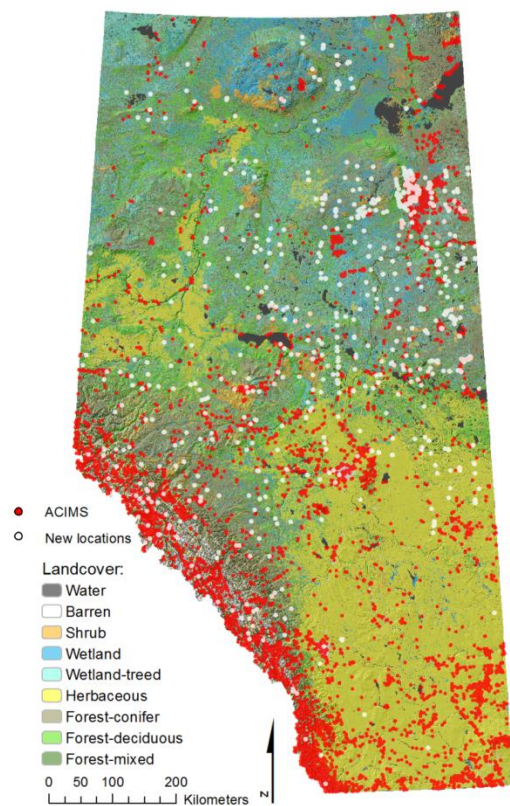 ACIMS
New locations
Landcover:
Water
Barren
Shrub
Wetland
Wetland-treed
Herbaceous
Forest-conifer
Forest-deciduous
Forest-mixed
0 50 100 200
Kilometers
N